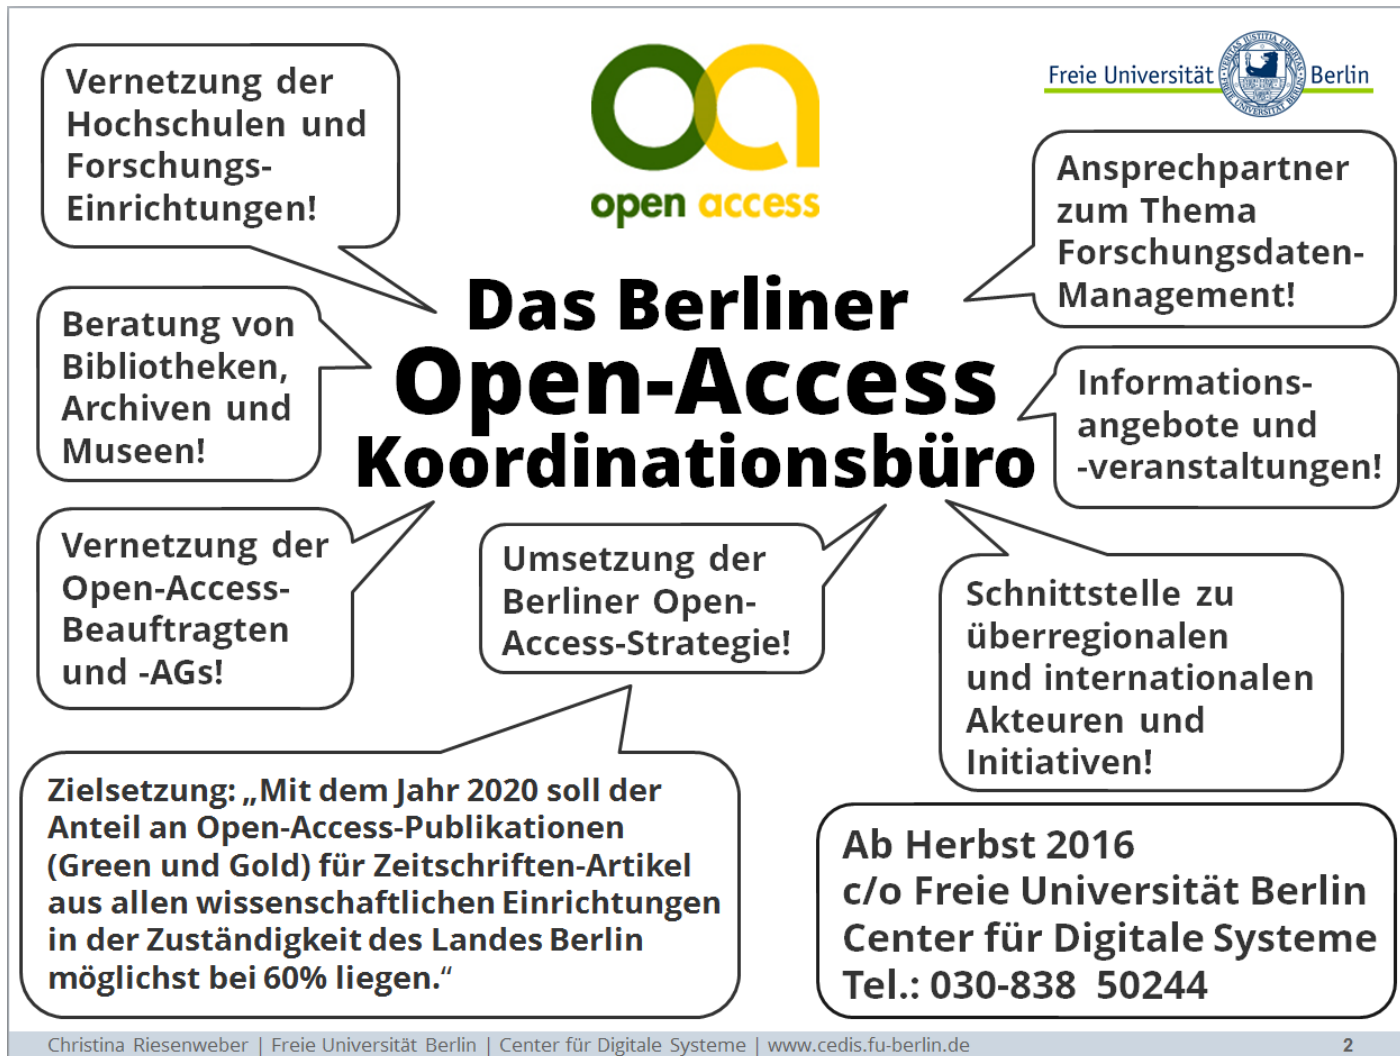 Vernetzung der
Hochschulen und
Forschungs-
Einrichtungen!
open access
Freie Universität Berlin
Ansprechpartner
zum Thema
Forschungsdaten-
Management!
Das Berliner
Open-Access
Koordinationsbüro
Beratung von
Bibliotheken,
Archiven und
Museen!
Informations-
angebote und
-veranstaltungen!
Vernetzung der
Open-Access-
Beauftragten
und -AGs!
Umsetzung der
Berliner Open-
Access-Strategie!
Schnittstelle zu
überregionalen
und internationalen
Akteuren und
Initiativen!
Zielsetzung: „Mit dem Jahr 2020 soll der
Anteil an Open-Access-Publikationen
(Green und Gold) für Zeitschriften-Artikel
aus allen wissenschaftlichen Einrichtungen
in der Zuständigkeit des Landes Berlin
möglichst bei 60% liegen.“
Ab Herbst 2016
c/o Freie Universität Berlin
Center für Digitale Systeme
Tel.: 030-838 50244
Christina Riesenweber | Freie Universität Berlin | Center für Digitale Systeme | www.cedis.fu-berlin.de 2